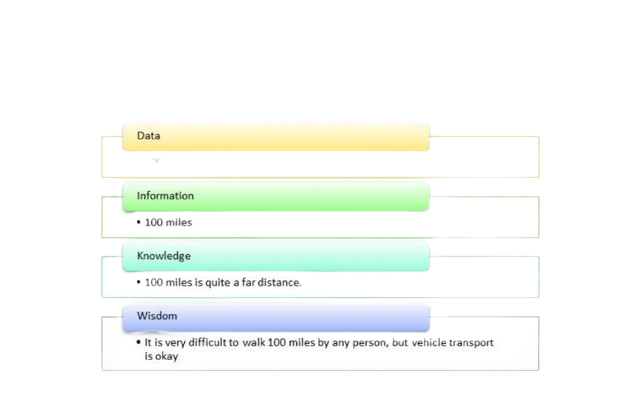 Data
Information
• 100 miles
Knowledge
• 100 miles is quite a far distance.
Wisdom
• It is very difficult to walk 100 miles by any person, but vehicle transport
is okay